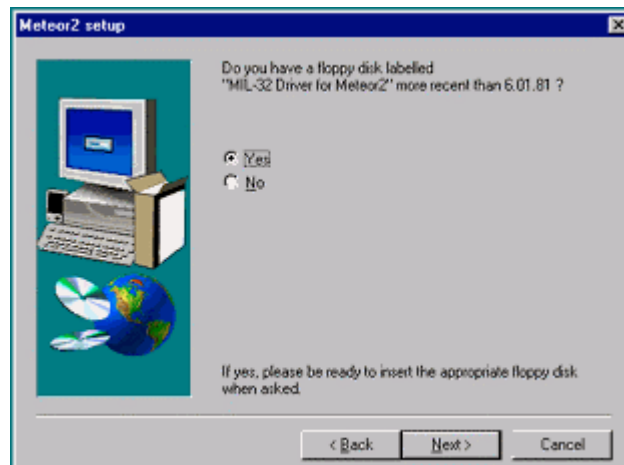 Meteor2 setup
Do you have a floppy disk labelled
"MIL-32 Driver for Meteor2" more recent than 6.01.81 ?
Yes
No
If yes, please be ready to insert the appropriate floppy disk
when asked.
< Back
Next >
Cancel